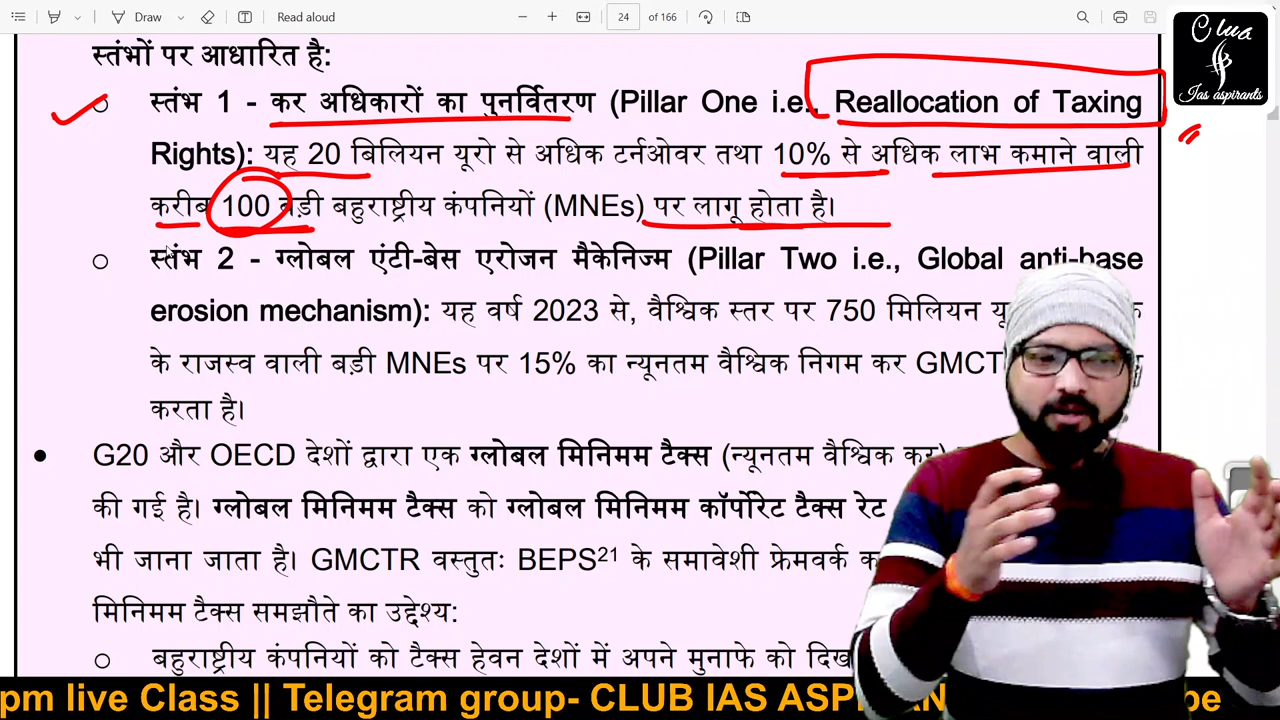 Draw
Read aloud
24
of 166
Club
Ias aspirants
स्तंभों पर आधारित है:
स्तंभ 1 - कर अधिकारों का पुनर्वितरण (Pillar One i.e., Reallocation of Taxing
Rights): यह 20 बिलियन यूरो से अधिक टर्नओवर तथा 10% से अधिक लाभ कमाने वाली
करीब 100 बड़ी बहुराष्ट्रीय कंपनियों (MNEs) पर लागू होता है।
स्तंभ 2 - ग्लोबल एंटी-बेस एरोजन मैकेनिज्म (Pillar Two i.e., Global anti-base
erosion mechanism): यह वर्ष 2023 से, वैश्विक स्तर पर 750 मिलियन
के राजस्व वाली बड़ी MNEs पर 15% का न्यूनतम वैश्विक निगम कर
करता है।
G20 और OECD देशों द्वारा एक ग्लोबल मिनिमम टैक्स (न्यूनतम वैश्विक कर)
की गई है। ग्लोबल मिनिमम टैक्स को ग्लोबल मिनिमम कॉर्पोरेट टैक्स रेट
भी जाना जाता है। GMCTR वस्तुतः BEPS21 के समावेशी फ्रेमवर्क
मिनिमम टैक्स समझौते का उद्देश्य:
बहुराष्ट्रीय कंपनियों को टैक्स हेवन देशों में अपने मुनाफे को
pm live Class || Telegram group- CLUB IAS